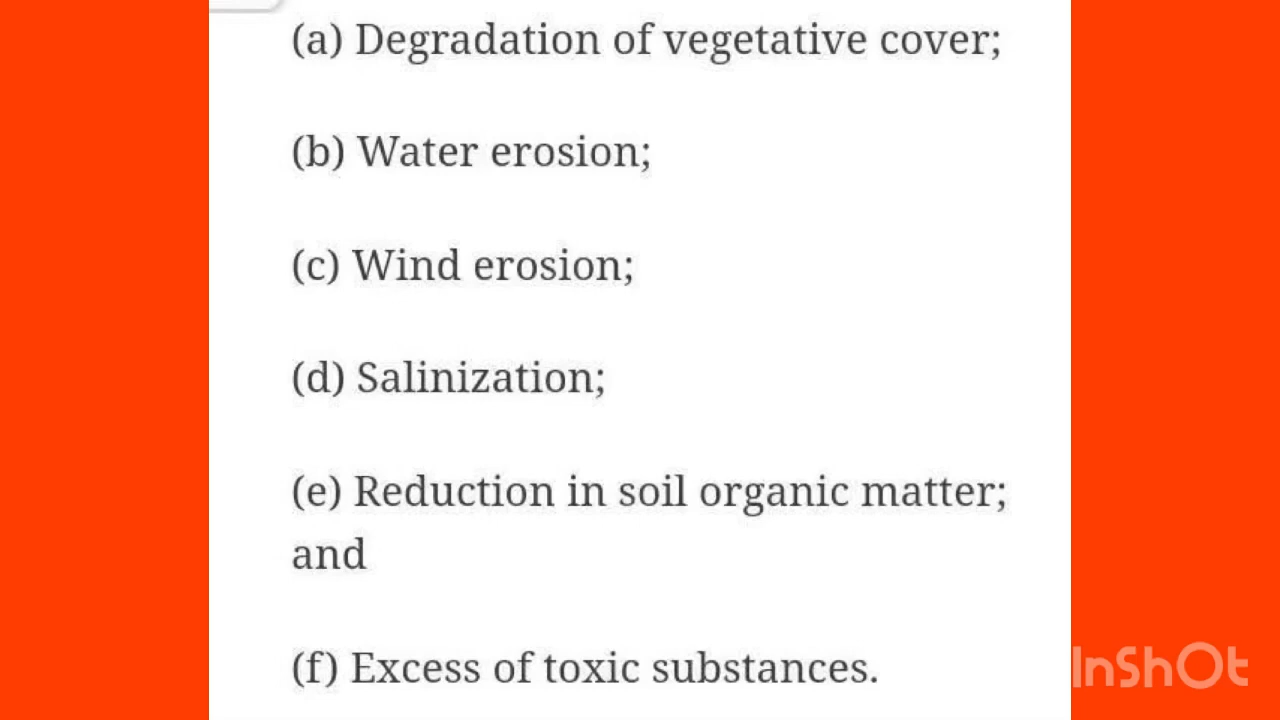 (a) Degradation of vegetative cover;
(b) Water erosion;
(c) Wind erosion;
(d) Salinization;
(e) Reduction in soil organic matter;
and
(f) Excess of toxic substances.
InShOt